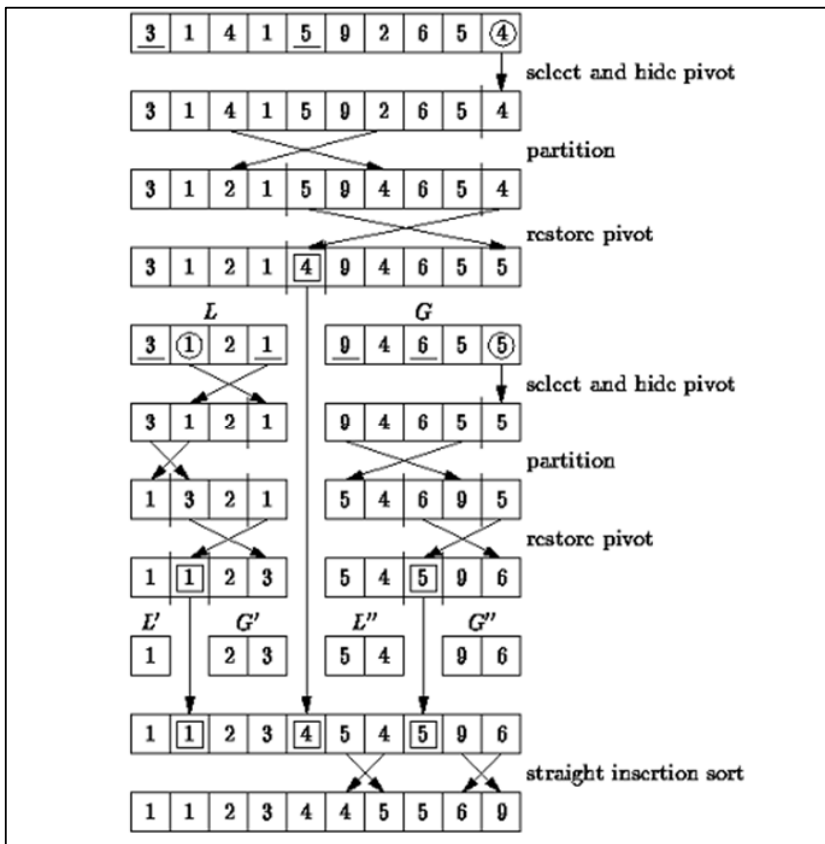 3 1 4 1 5 9 2 6 5 4
select and hide pivot
3 1 4 1 5 9 2 6 5 4
partition
3 1 2 1 5 9 4 6 5 4
restore pivot
3 1 2 1 4 9 4 6 5 5
L G
3 1 2 1 9 4 6 5 5
select and hide pivot
3 1 2 1 9 4 6 5 5
partition
1 3 2 1 5 4 6 9 5
restore pivot
1 1 2 3 5 4 5 9 6
L' G' L'' G''
1 2 3 5 4 9 6
1 1 2 3 4 5 4 5 9 6
straight insertion sort
1 1 2 3 4 4 5 5 6 9